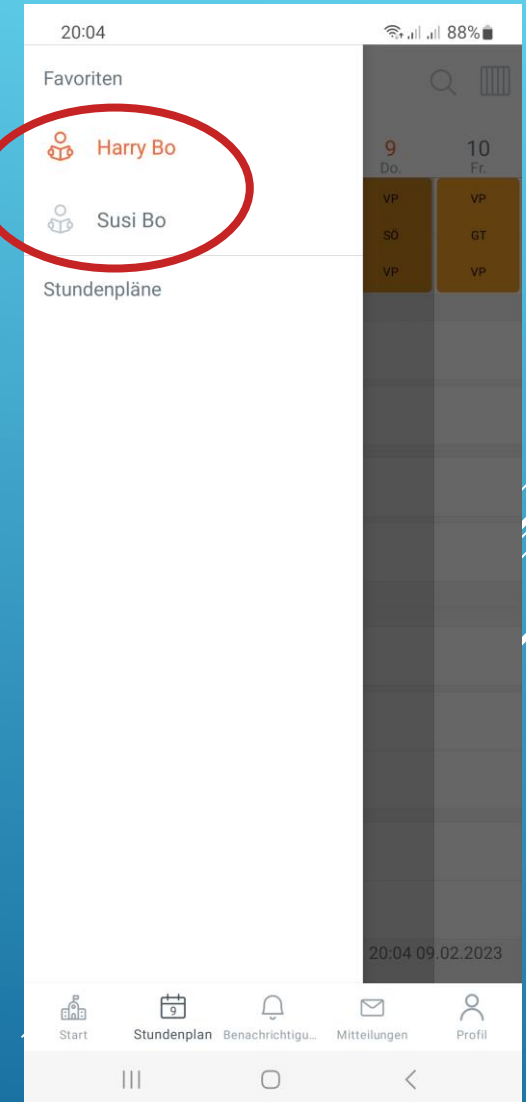 20:04 88%
Favoriten
Harry Bo
Susi Bo
Stundenpläne
9 10
Do. Fr.
VP VP
SÖ GT
VP VP
20:04 09.02.2023
9
Start Stundenplan Benachrichtigu... Mitteilungen Profil